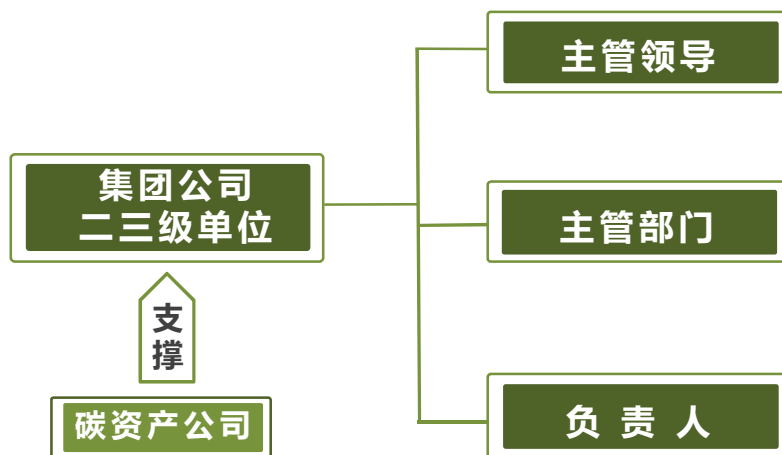 主管领导
集团公司
二三级单位
主管部门
支
撑
碳资产公司
负 责 人